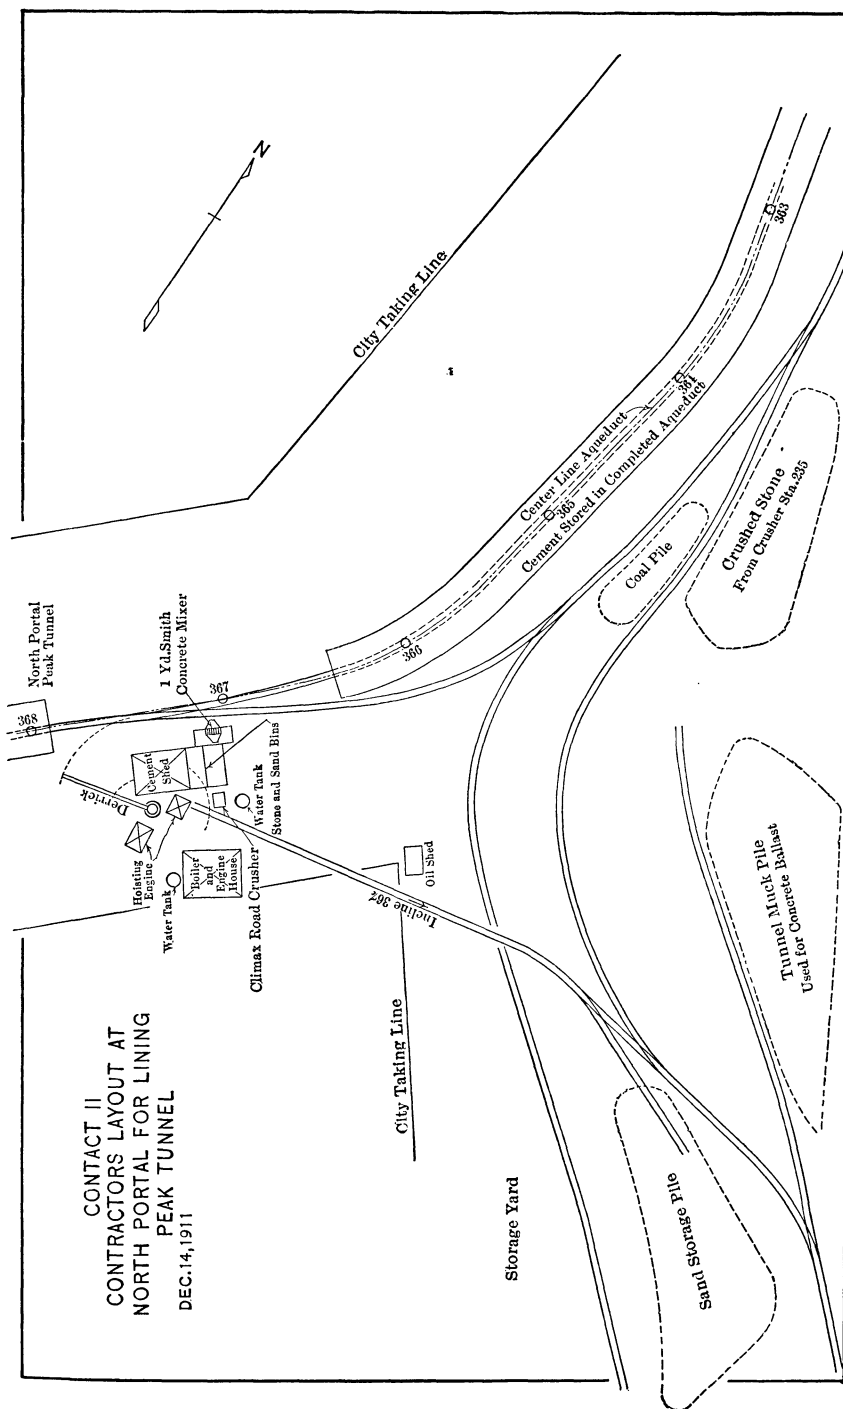 CONTACT 11
CONTRACTORS LAYOUT AT
NORTH PORTAL FOR LINING
PEAK TUNNEL
DEC.14,1911
N
City Taking Line
North Portal
Peak Tunnel
368
367
1 Yd.Smith
Concrete Mixer
366
365
364
363
Center Line Aqueduct
Cement Stored in Completed Aqueduct
Coal Pile
Crushed Stone
From Crusher Sta.235
Derrick
Cement
Shed
Hoisting
Engine
Water Tank
Boiler
and
Engine
House
Climax Road Crusher
Water Tank
Stone and Sand Bins
Oil Shed
Incline 3%
City Taking Line
Storage Yard
Sand Storage Pile
Tunnel Muck Pile
Used for Concrete Ballast